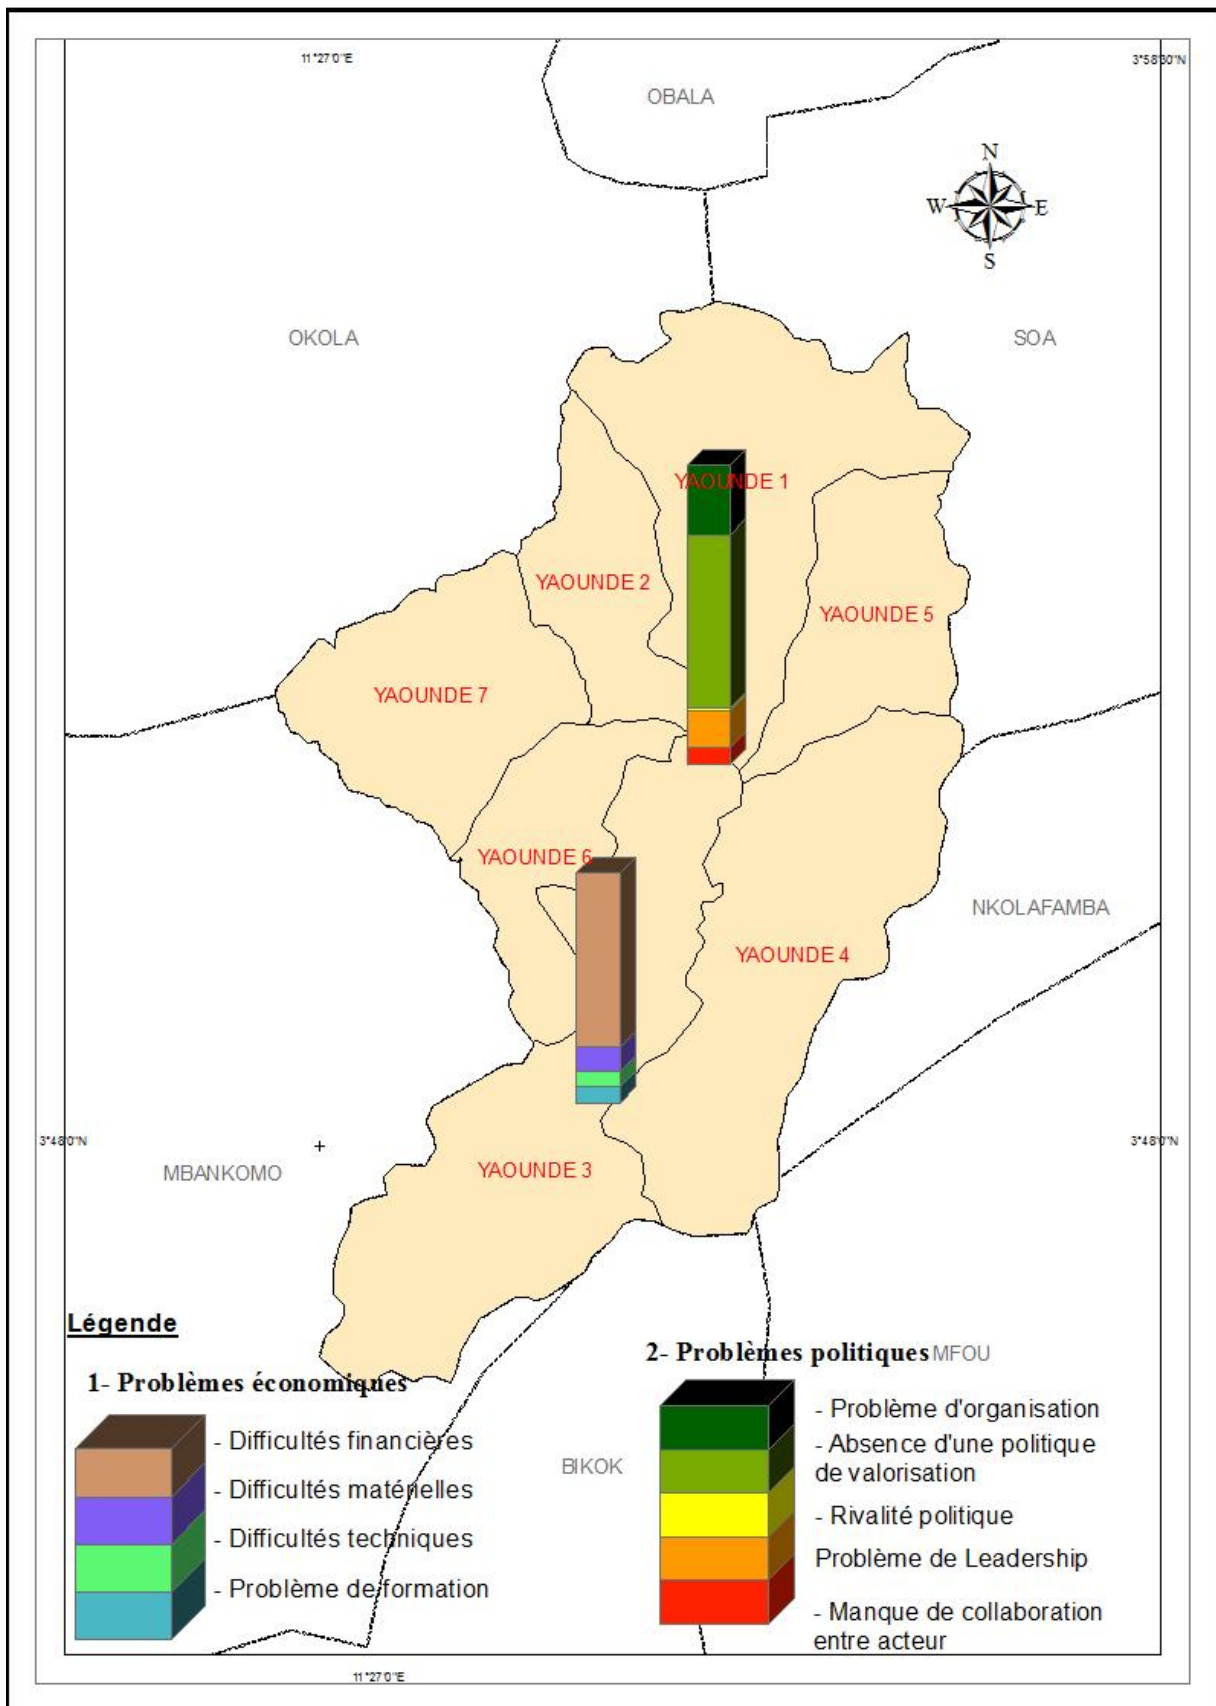 11°27'0"E
3°58'30"N
OBALA
N
W
E
S
OKOLA
SOA
YAOUNDE 1
YAOUNDE 2
YAOUNDE 5
YAOUNDE 7
YAOUNDE 6
NKOLAFAMBA
YAOUNDE 4
3°48'0"N
3°48'0"N
MBANKOMO
YAOUNDE 3
Légende
1- Problèmes économiques
- Difficultés financières
- Difficultés matérielles
- Difficultés techniques
- Problème de formation
BIKOK
2- Problèmes politiques
MFOU
- Problème d'organisation
- Absence d'une politique
de valorisation
- Rivalité politique
Problème de Leadership
- Manque de collaboration
entre acteur
11°27'0"E